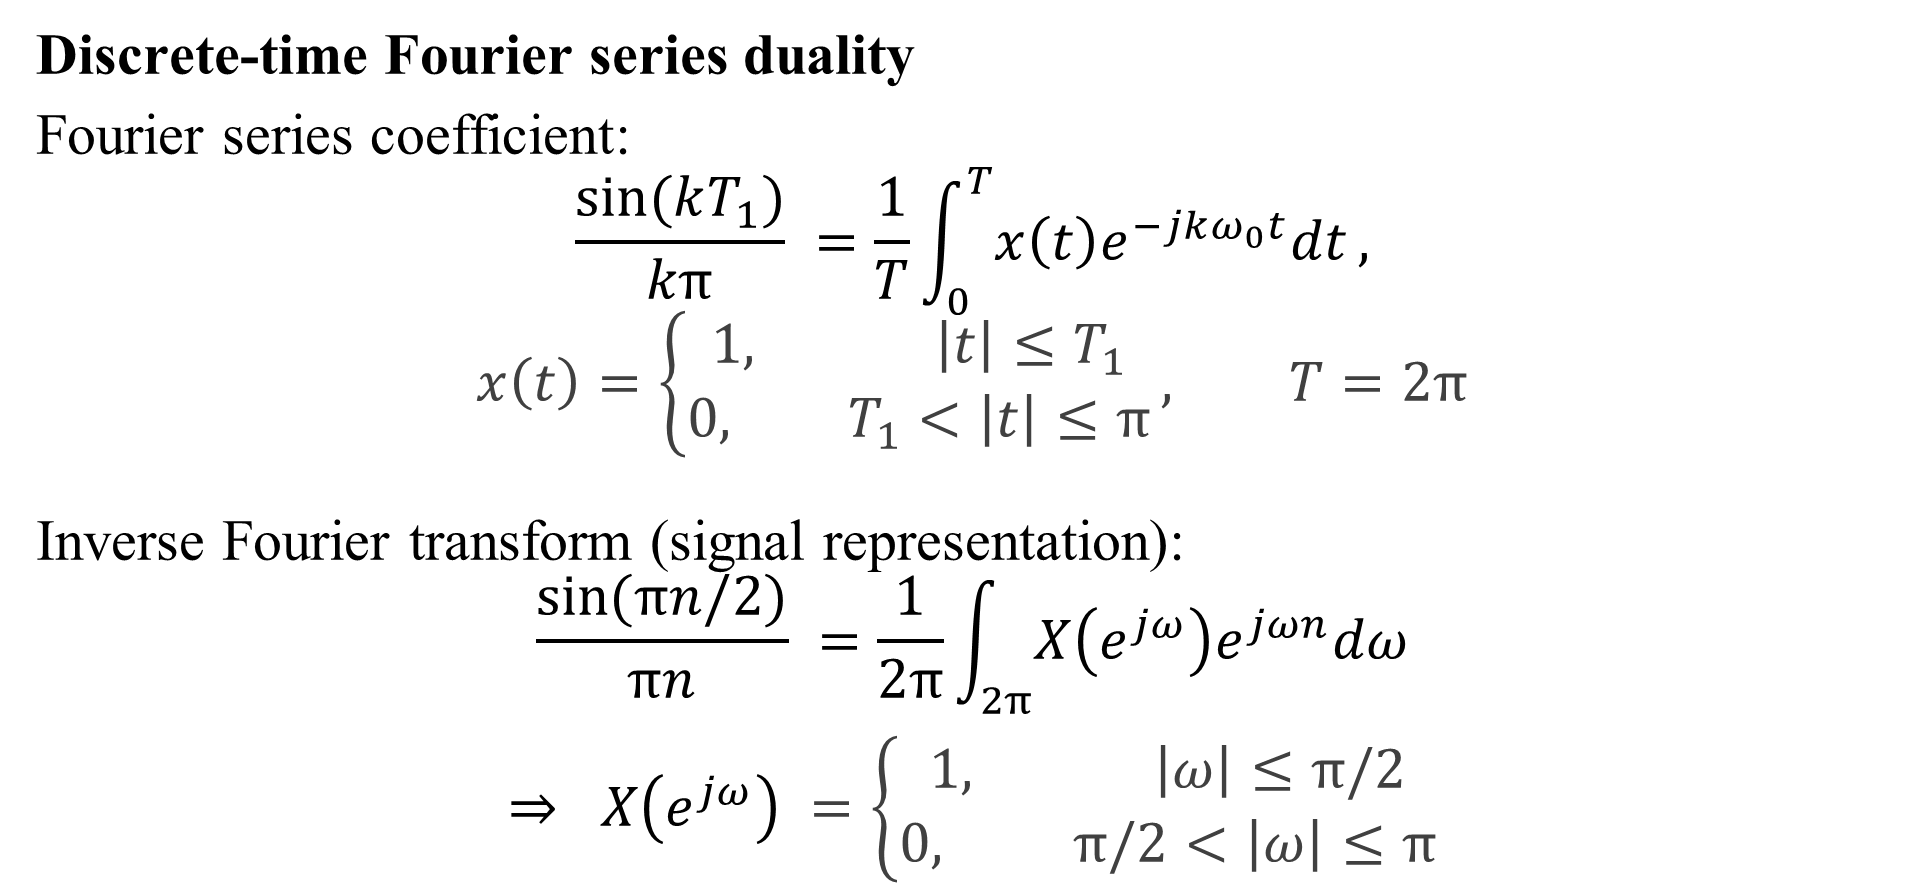 Discrete-time Fourier series duality
Fourier series coefficient:
sin(kT₁)/kπ = 1/T ∫₀ᵀ x(t)e^{−jkω₀t} dt,
x(t) = { 1, |t| ≤ T₁; 0, T₁ < |t| ≤ π , T = 2π
Inverse Fourier transform (signal representation):
sin(πn/2)/πn = 1/2π ∫_{2π} X(e^{jω})e^{jωn} dω
⇒ X(e^{jω}) = { 1, |ω| ≤ π/2; 0, π/2 < |ω| ≤ π